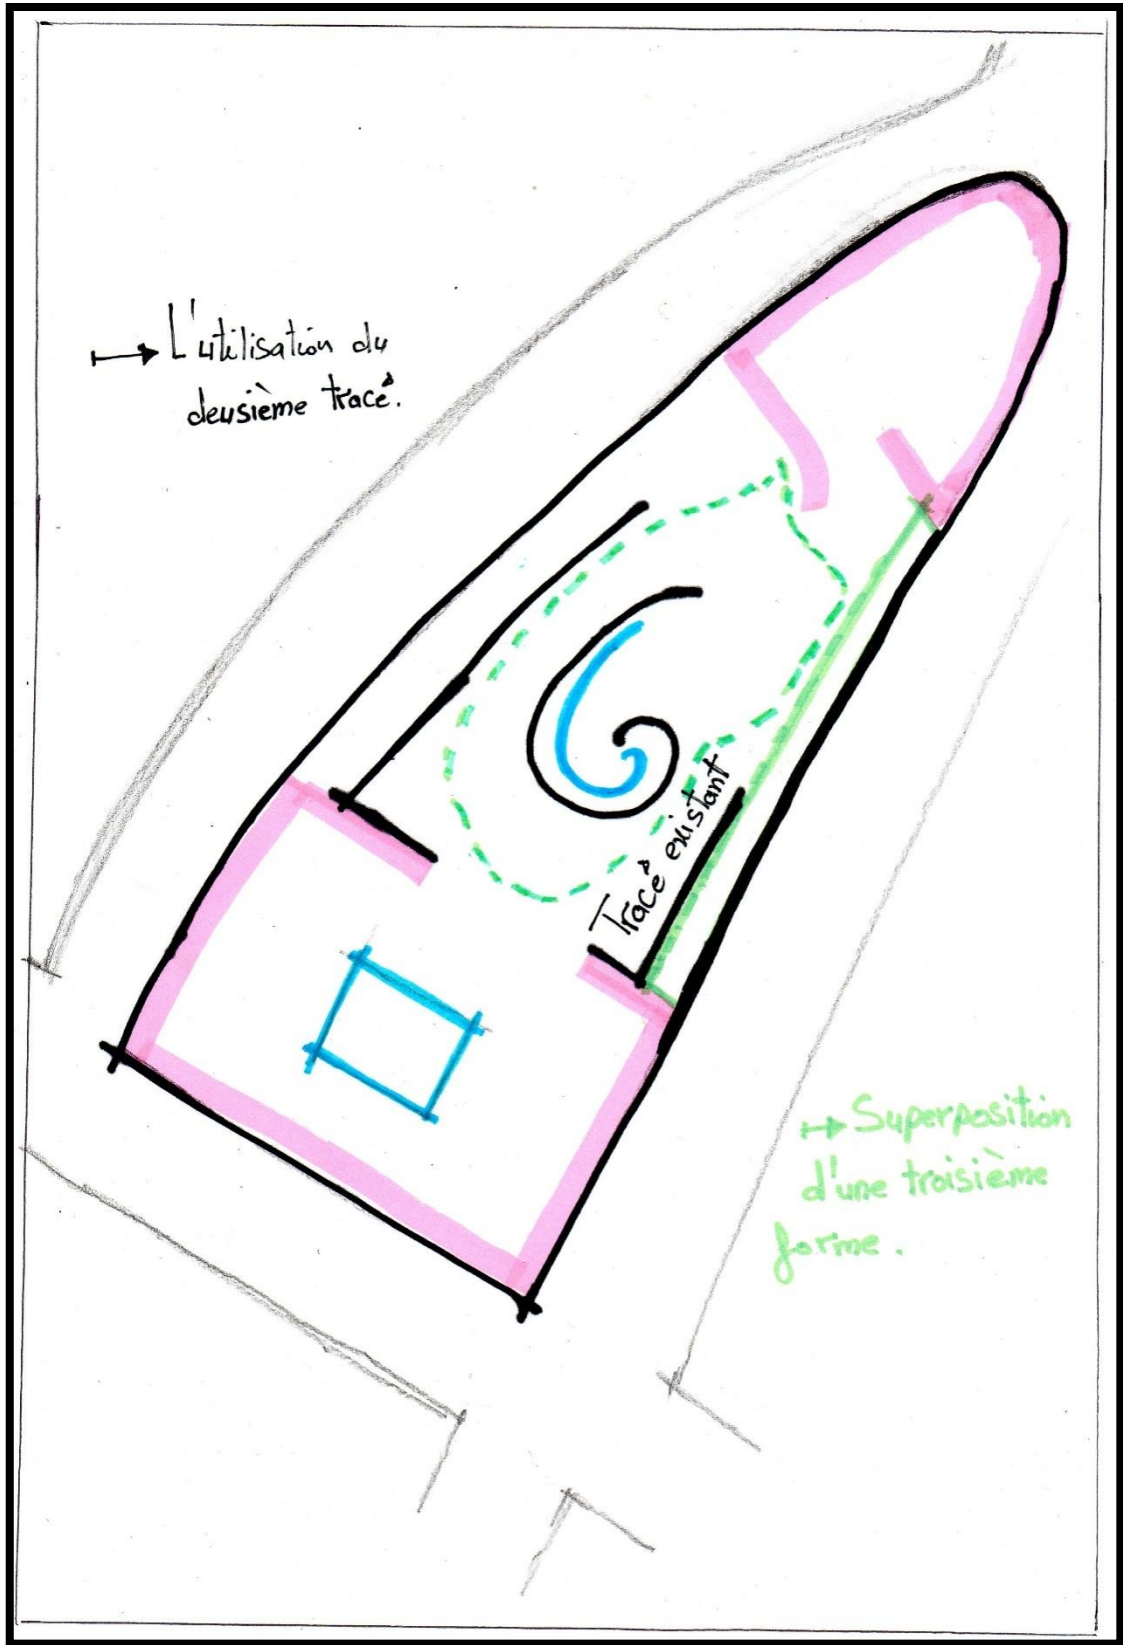 L'utilisation du
deusième tracé.
Tracé existant
Superposition
d'une troisième
forme.